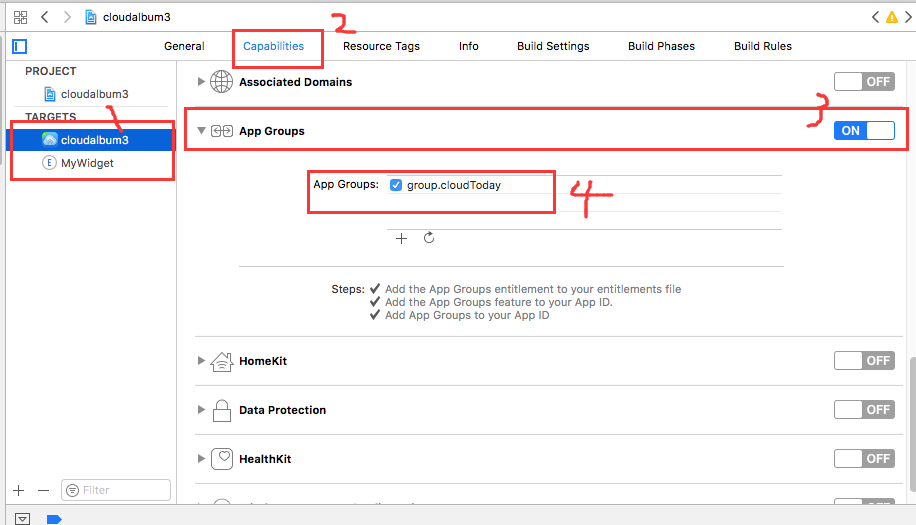 cloudalbum3
2
General Capabilities Resource Tags Info Build Settings Build Phases Build Rules
PROJECT
cloudalbum3
TARGETS
1
cloudalbum3
E MyWidget
Filter
Associated Domains OFF
3
App Groups ON
App Groups: group.cloudToday
4
Steps: ✔ Add the App Groups entitlement to your entitlements file
✔ Add the App Groups feature to your App ID.
✔ Add App Groups to your App ID
HomeKit OFF
Data Protection OFF
HealthKit OFF